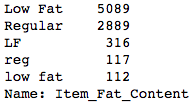 Low Fat 5089
Regular 2889
LF 316
reg 117
low fat 112
Name: Item_Fat_Content